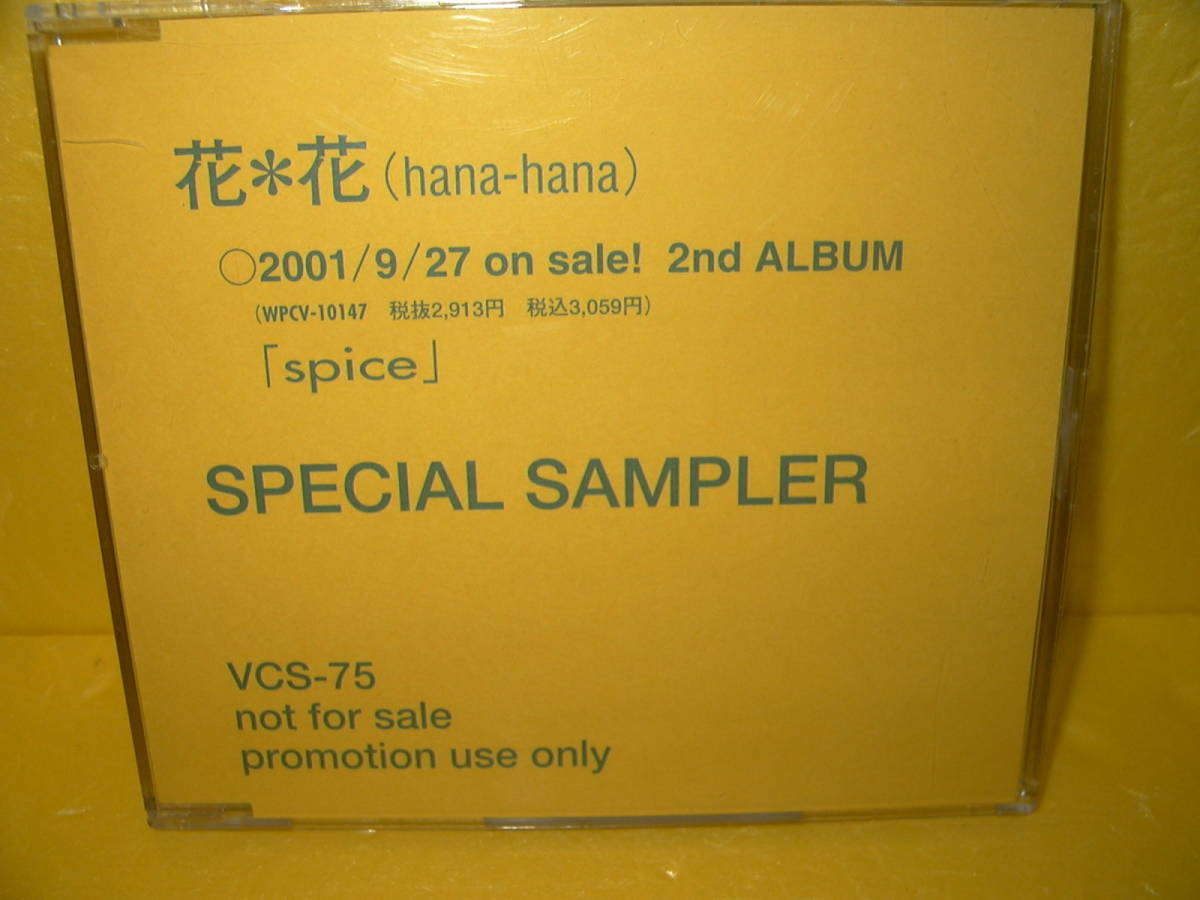 花*花(hana-hana)
○2001/9/27 on sale! 2nd ALBUM
(WPCV-10147 税抜2,913円 税込3,059円)
「spice」
SPECIAL SAMPLER
VCS-75
not for sale
promotion use only